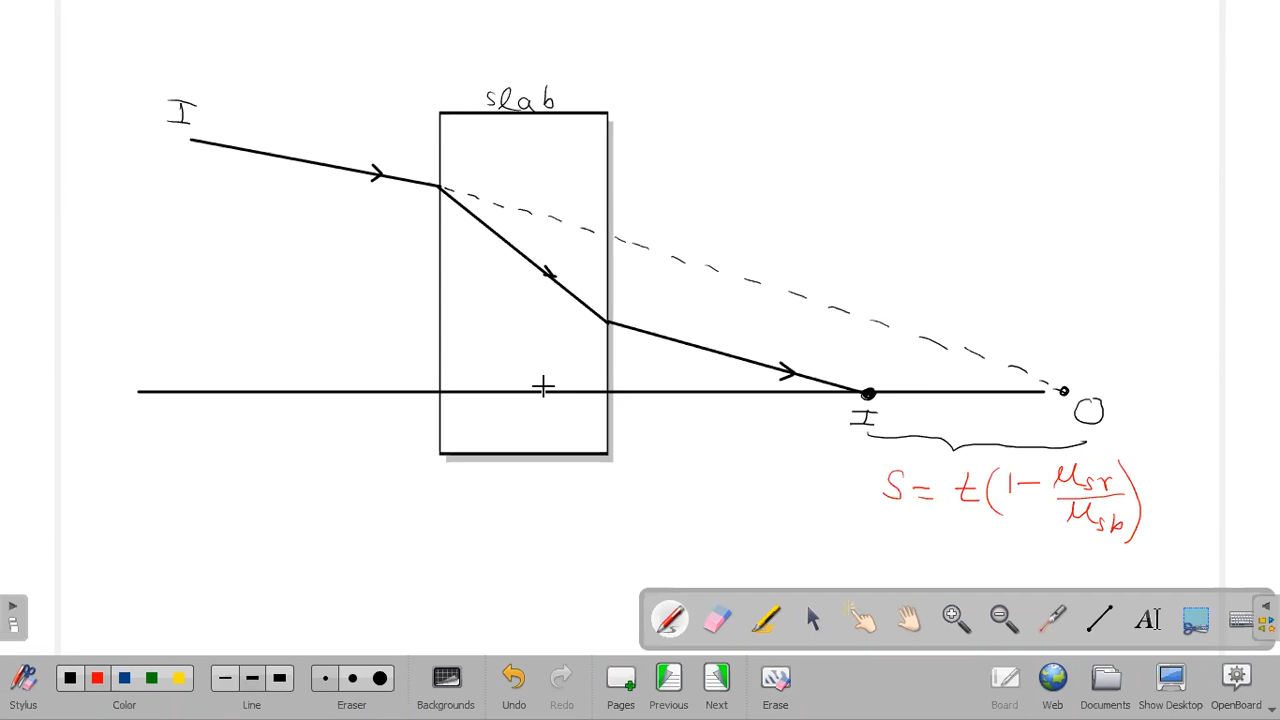 slab
I
I
O
S = t(1 - μsr/μsb)
Stylus
Color
Line
Eraser
Backgrounds
Undo
Redo
Pages
Previous
Next
Erase
Board
Web
Documents
Show Desktop
OpenBoard
AI